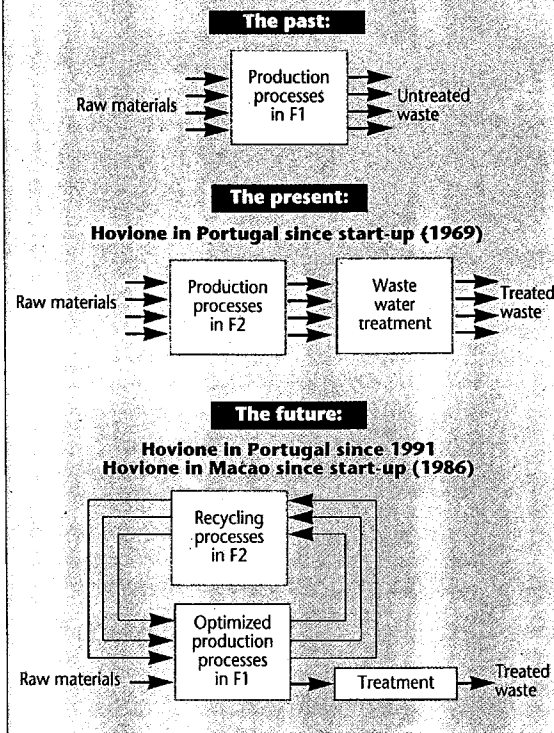 The past:
Raw materials
Production
processes
in F1
Untreated
waste
The present:
Hovione in Portugal since start-up (1969)
Raw materials
Production
processes
in F2
Waste
water
treatment
Treated
waste
The future:
Hovione in Portugal since 1991
Hovione in Macao since start-up (1986)
Recycling
processes
in F2
Optimized
production
processes
in F1
Raw materials
Treatment
Treated
waste